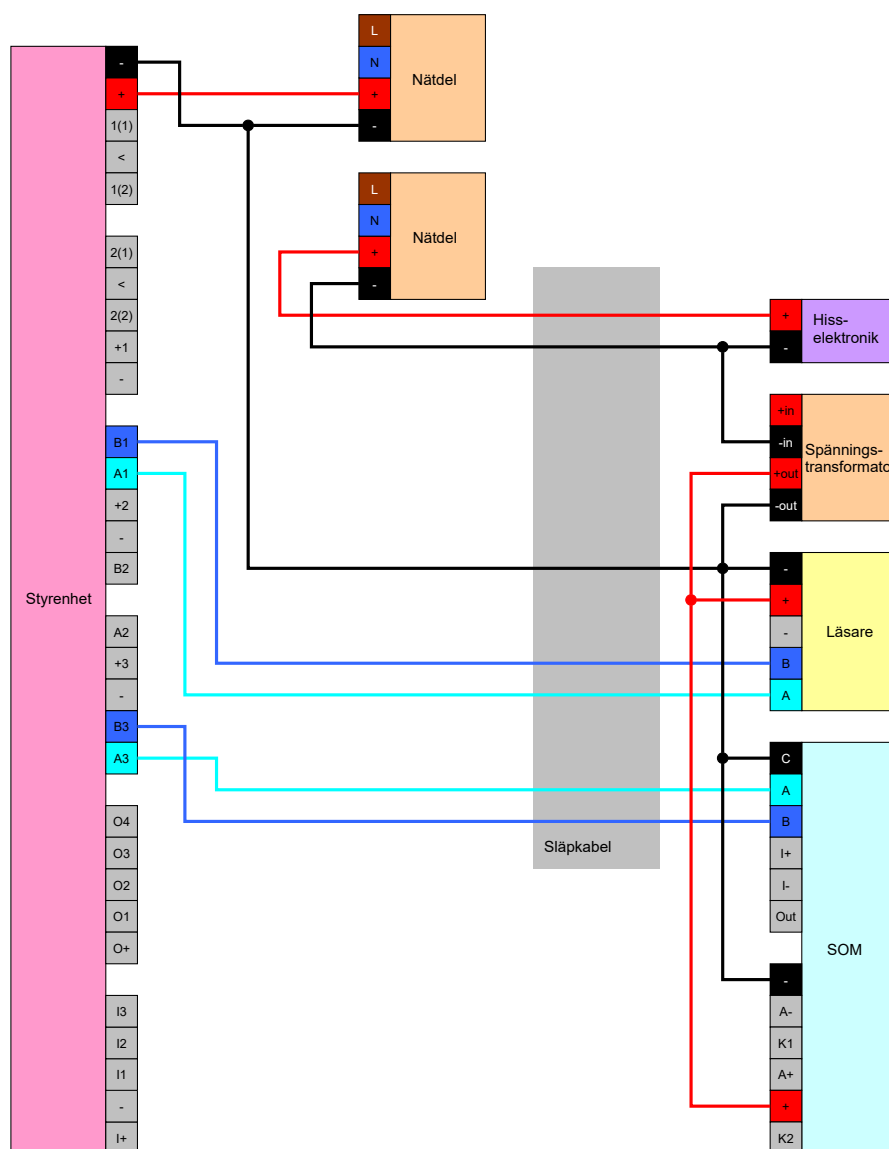 Styrenhet
-
+
1(1)
<
1(2)
2(1)
<
2(2)
+1
-
B1
A1
+2
-
B2
A2
+3
-
B3
A3
O4
O3
O2
O1
O+
I3
I2
I1
-
I+
L
N
+
-
Nätdel
L
N
+
-
Nätdel
Släpkabel
+
-
Hiss-
elektronik
+in
-in
+out
-out
Spännings-
transformato
-
+
-
B
A
Läsare
C
A
B
I+
I-
Out
-
A-
K1
A+
+
K2
SOM